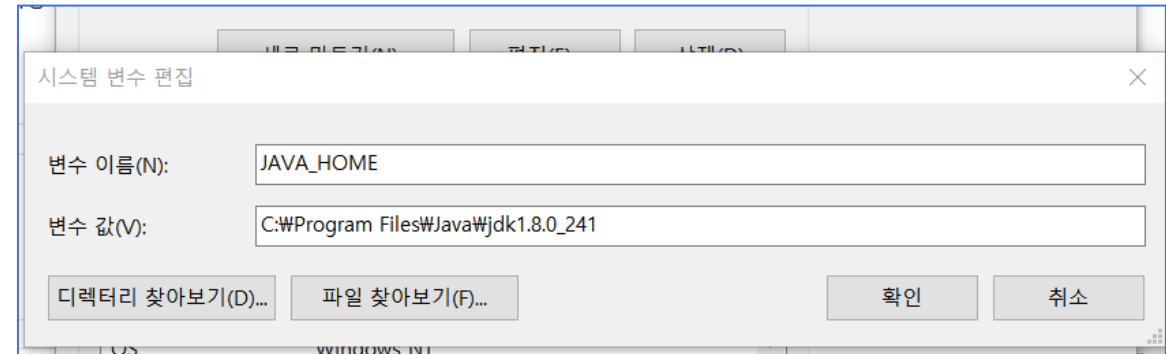 시스템 변수 편집
변수 이름(N): JAVA_HOME
변수 값(V): C:₩Program Files₩Java₩jdk1.8.0_241
디렉터리 찾아보기(D)... 파일 찾아보기(F)... 확인 취소